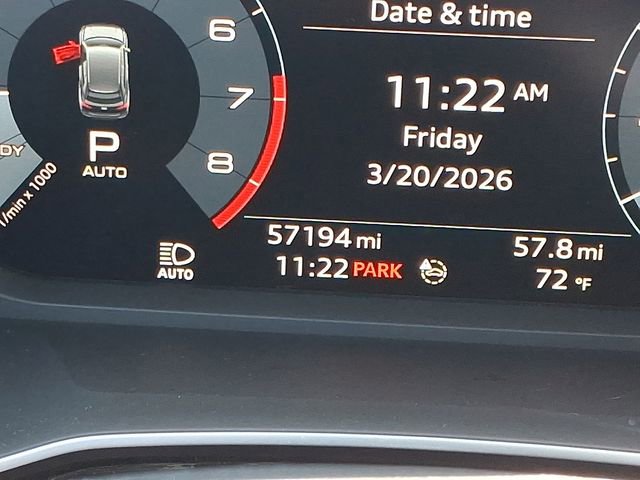 Date & time
6
7
8
11:22 AM
Friday
3/20/2026
P
AUTO
DY
1/min x 1000
57194 mi
57.8 mi
AUTO
11:22 PARK
72 °F